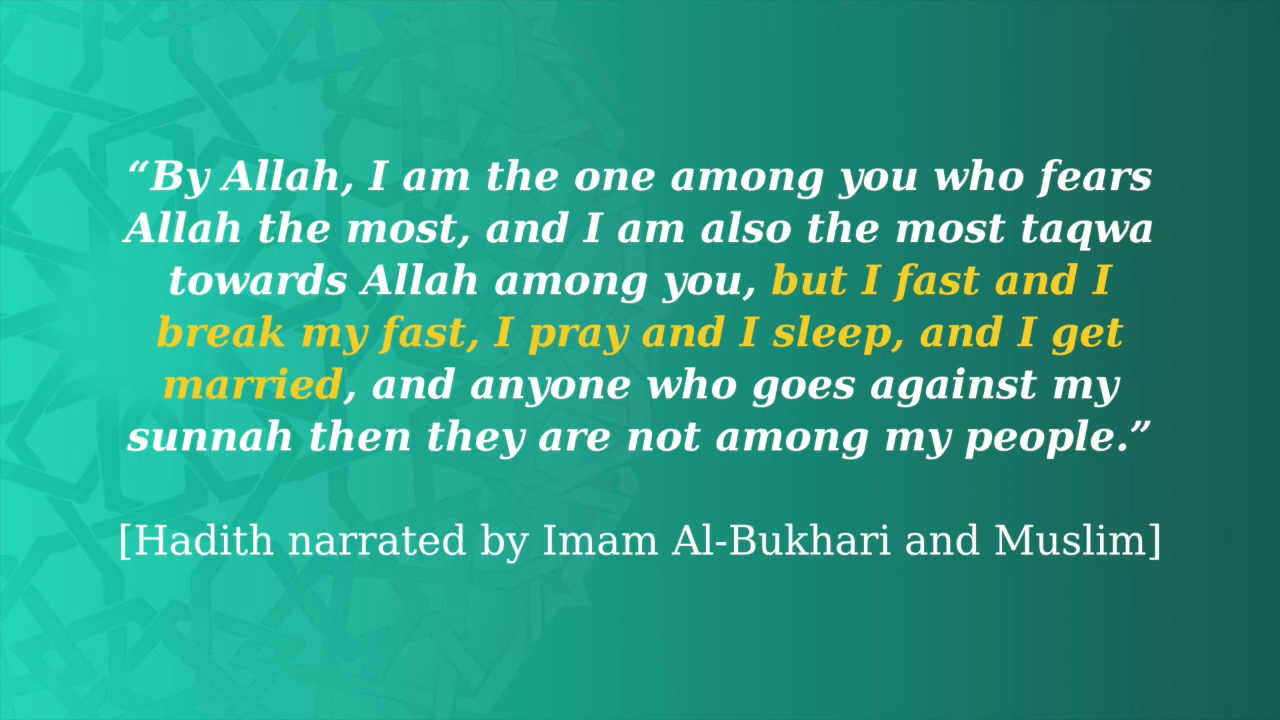 “By Allah, I am the one among you who fears
Allah the most, and I am also the most taqwa
towards Allah among you, but I fast and I
break my fast, I pray and I sleep, and I get
married, and anyone who goes against my
sunnah then they are not among my people.”
[Hadith narrated by Imam Al-Bukhari and Muslim]